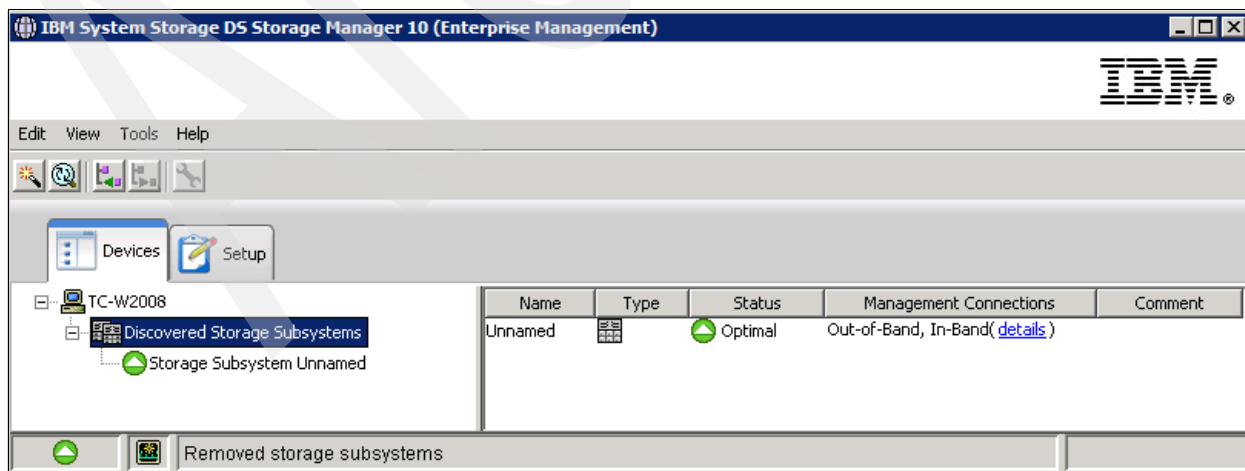 IBM System Storage DS Storage Manager 10 (Enterprise Management)
IBM®
Edit View Tools Help
Devices Setup
TC-W2008
Discovered Storage Subsystems
Storage Subsystem Unnamed
Name Type Status Management Connections Comment
Unnamed Optimal Out-of-Band, In-Band(details)
Removed storage subsystems